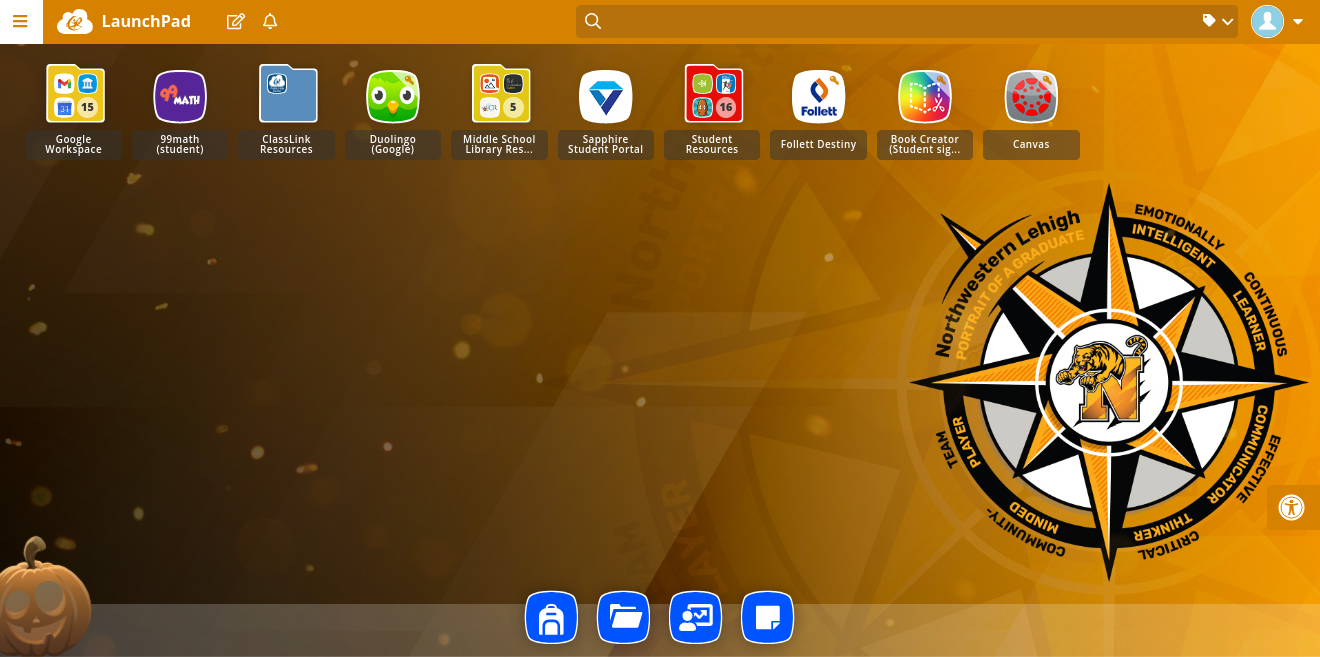 LaunchPad
31
15
Google
Workspace
99
MATH
99math
(student)
ClassLink
Resources
Duolingo
(Google)
5
Middle School
Library Res...
Sapphire
Student Portal
16
Student
Resources
Follett
Follett Destiny
Book Creator
(Student sig...
Canvas
Northwestern Lehigh
PORTRAIT OF A GRADUATE
EMOTIONALLY
INTELLIGENT
CONTINUOUS
LEARNER
EFFECTIVE
COMMUNICATOR
CRITICAL
THINKER
COMMUNITY-
MINDED
TEAM
PLAYER
N